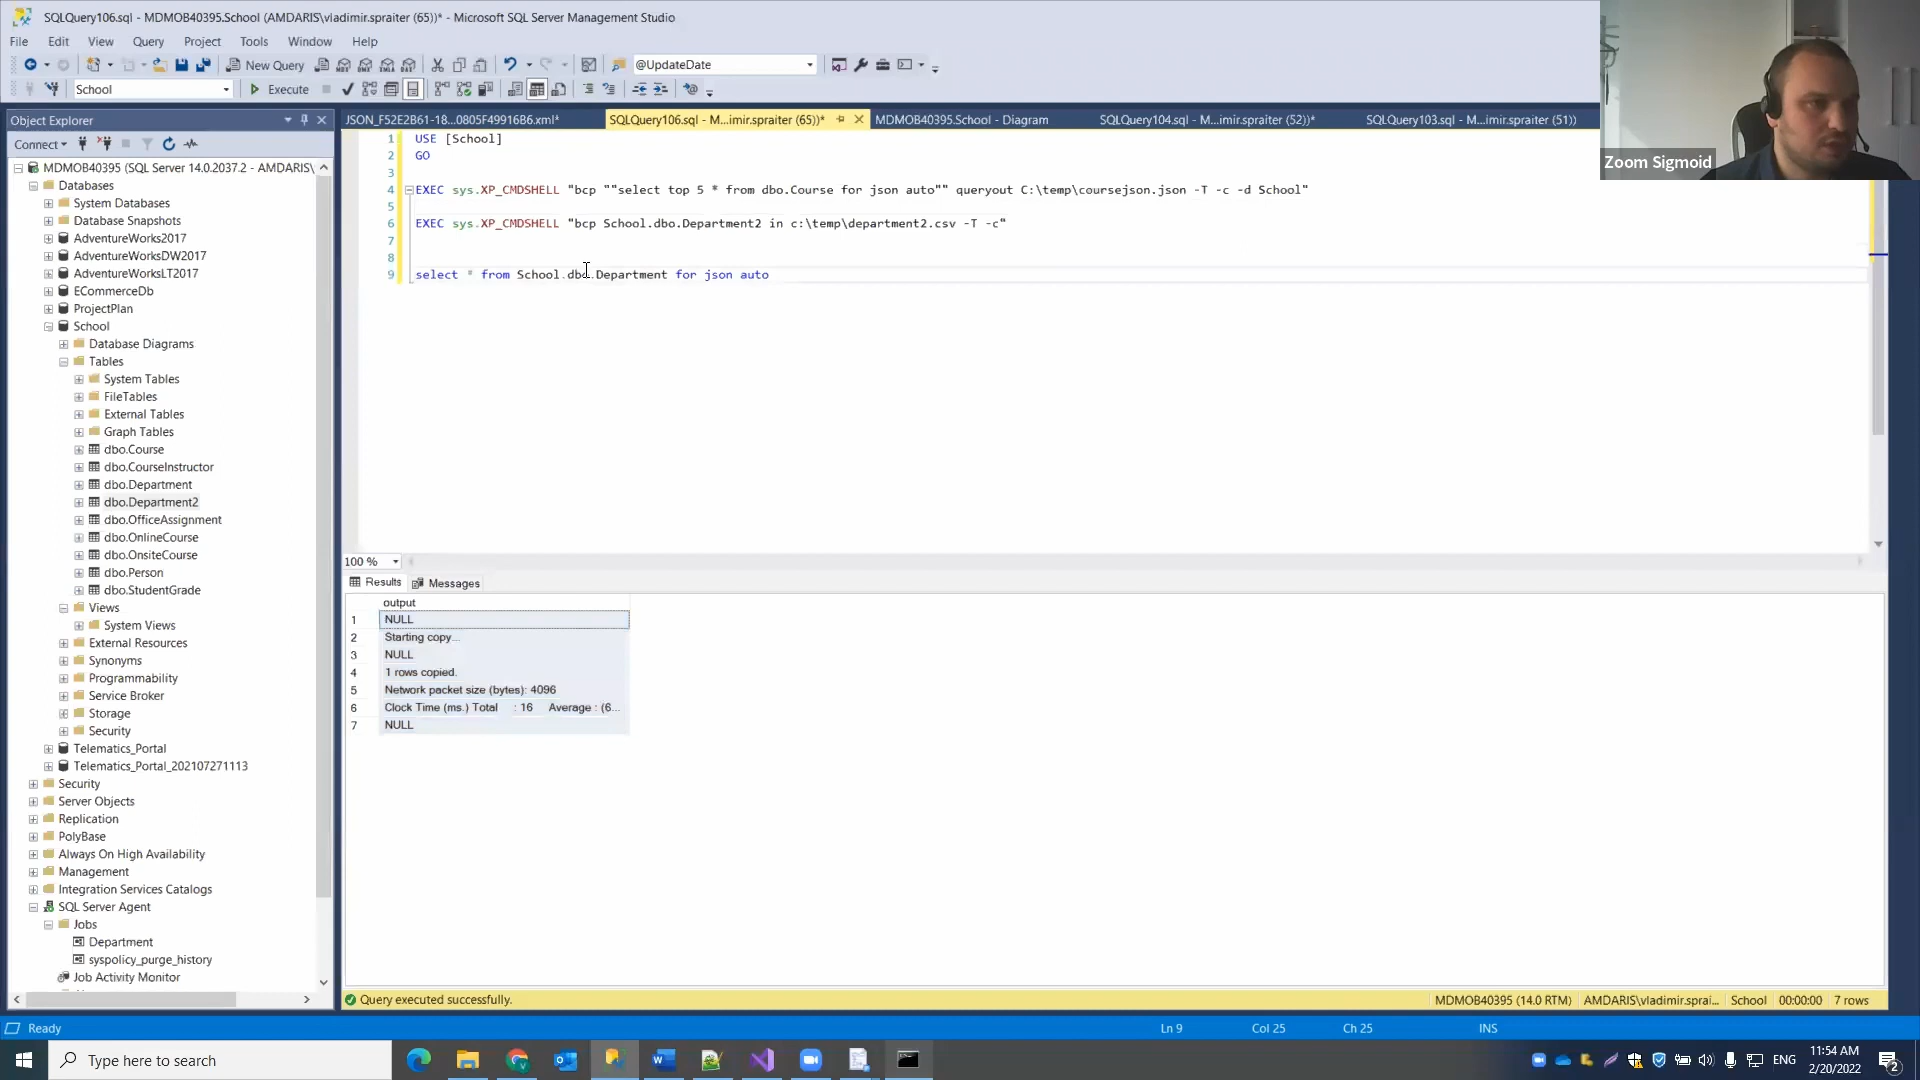 SQLQuery106.sql - MDMOB40395.School (AMDARIS\vladimir.spraiter (65))* - Microsoft SQL Server Management Studio
File Edit View Query Project Tools Window Help
New Query @UpdateDate
School Execute
Object Explorer
JSON_F52E2B61-18...0805F49916B6.xml*
SQLQuery106.sql - M...imir.spraiter (65))*
MDMOB40395.School - Diagram
SQLQuery104.sql - M...imir.spraiter (52))*
SQLQuery103.sql - M...imir.spraiter (51))
Zoom Sigmoid
Connect
MDMOB40395 (SQL Server 14.0.2037.2 - AMDARIS\
Databases
System Databases
Database Snapshots
AdventureWorks2017
AdventureWorksDW2017
AdventureWorksLT2017
ECommerceDb
ProjectPlan
School
Database Diagrams
Tables
System Tables
FileTables
External Tables
Graph Tables
dbo.Course
dbo.CourseInstructor
dbo.Department
dbo.Department2
dbo.OfficeAssignment
dbo.OnlineCourse
dbo.OnsiteCourse
dbo.Person
dbo.StudentGrade
Views
System Views
External Resources
Synonyms
Programmability
Service Broker
Storage
Security
Telematics_Portal
Telematics_Portal_202107271113
Security
Server Objects
Replication
PolyBase
Always On High Availability
Management
Integration Services Catalogs
SQL Server Agent
Jobs
Department
syspolicy_purge_history
Job Activity Monitor
1 USE [School]
2 GO
3
4 EXEC sys.XP_CMDSHELL "bcp ""select top 5 * from dbo.Course for json auto"" queryout C:\temp\coursejson.json -T -c -d School"
5
6 EXEC sys.XP_CMDSHELL "bcp School.dbo.Department2 in c:\temp\department2.csv -T -c"
7
8
9 select * from School.dbo.Department for json auto
100 %
Results Messages
output
1 NULL
2 Starting copy...
3 NULL
4 1 rows copied.
5 Network packet size (bytes): 4096
6 Clock Time (ms.) Total : 16 Average : (6...
7 NULL
Query executed successfully.
MDMOB40395 (14.0 RTM) AMDARIS\vladimir.sprai... School 00:00:00 7 rows
Ready Ln 9 Col 25 Ch 25 INS
Type here to search
ENG
11:54 AM
2/20/2022
2